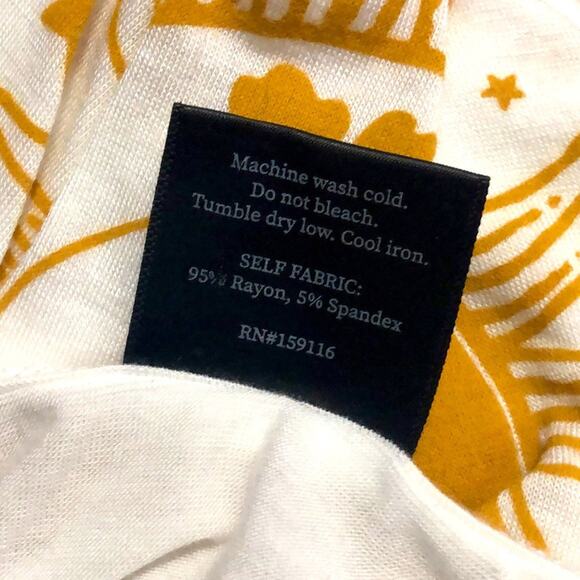 Machine wash cold.
Do not bleach.
Tumble dry low. Cool iron.
SELF FABRIC:
95% Rayon, 5% Spandex
RN#159116